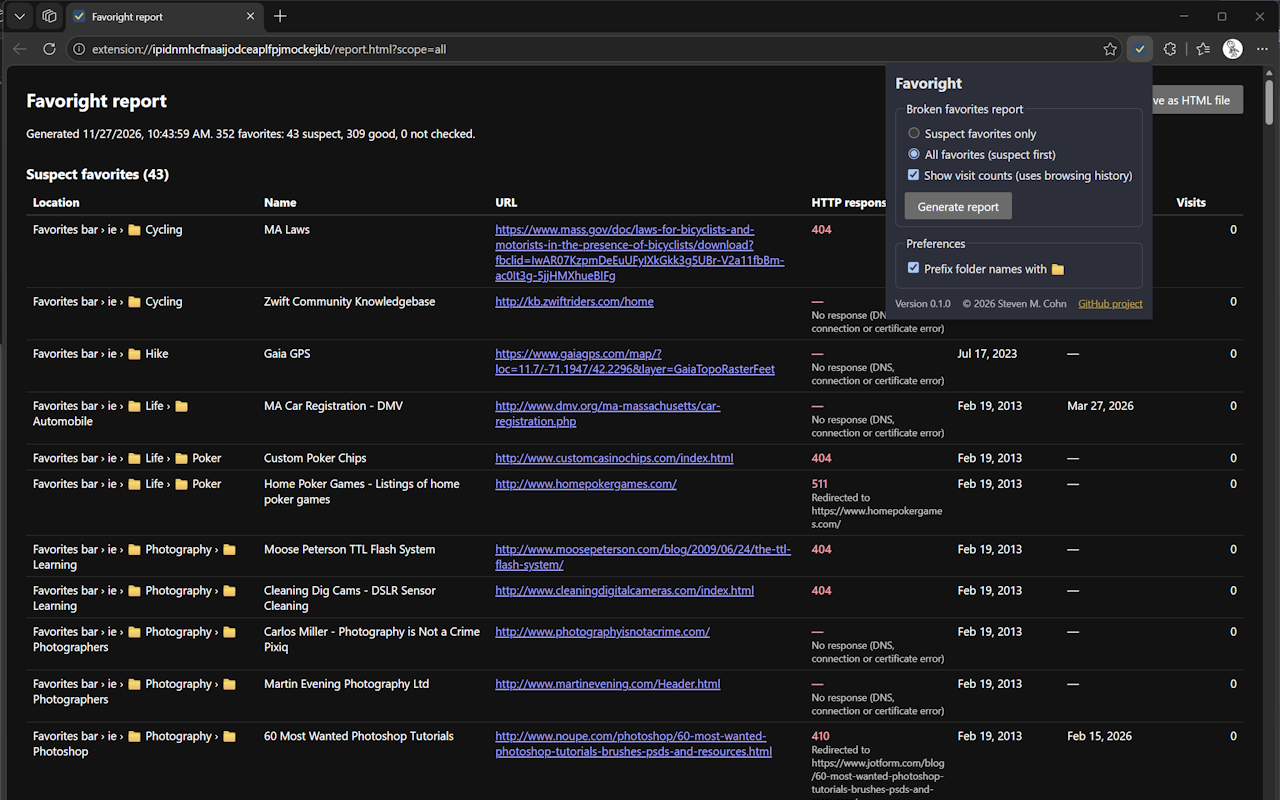 Favoright report
extension://ipidnmhcfnaaijodceaplfpjmockejkb/report.html?scope=all
Favoright report
ve as HTML file
Generated 11/27/2026, 10:43:59 AM. 352 favorites: 43 suspect, 309 good, 0 not checked.
Favoright
Broken favorites report
Suspect favorites only
All favorites (suspect first)
Show visit counts (uses browsing history)
Generate report
Preferences
Prefix folder names with
Version 0.1.0 © 2026 Steven M. Cohn GitHub project
Suspect favorites (43)
Location Name URL HTTP respons Visits
Favorites bar › ie › Cycling
MA Laws
https://www.mass.gov/doc/laws-for-bicyclists-and-
motorists-in-the-presence-of-bicyclists/download?
fbclid=IwAR07KzpmDeEuUFyIXkGkk3g5UBr-V2a11fbBm-
ac0It3g-5jjHMXhueBIFg
404
0
Favorites bar › ie › Cycling
Zwift Community Knowledgebase
http://kb.zwiftriders.com/home
—
No response (DN
connection or certificate error)
0
Favorites bar › ie › Hike
Gaia GPS
https://www.gaiagps.com/map/?
loc=11.7/-71.1947/42.2296&layer=GaiaTopoRasterFeet
—
No response (DNS,
connection or certificate error)
Jul 17, 2023
—
0
Favorites bar › ie › Life ›
Automobile
MA Car Registration - DMV
http://www.dmv.org/ma-massachusetts/car-
registration.php
—
No response (DNS,
connection or certificate error)
Feb 19, 2013
Mar 27, 2026
0
Favorites bar › ie › Life › Poker
Custom Poker Chips
http://www.customcasinochips.com/index.html
404
Feb 19, 2013
—
0
Favorites bar › ie › Life › Poker
Home Poker Games - Listings of home
poker games
http://www.homepokergames.com/
511
Redirected to
https://www.homepokergame
s.com/
Feb 19, 2013
—
0
Favorites bar › ie › Photography ›
Learning
Moose Peterson TTL Flash System
http://www.moosepeterson.com/blog/2009/06/24/the-ttl-
flash-system/
404
Feb 19, 2013
—
0
Favorites bar › ie › Photography ›
Learning
Cleaning Dig Cams - DSLR Sensor
Cleaning
http://www.cleaningdigitalcameras.com/index.html
404
Feb 19, 2013
—
0
Favorites bar › ie › Photography ›
Photographers
Carlos Miller - Photography is Not a Crime
Pixiq
http://www.photographyisnotacrime.com/
—
No response (DNS,
connection or certificate error)
Feb 19, 2013
—
0
Favorites bar › ie › Photography ›
Photographers
Martin Evening Photography Ltd
http://www.martinevening.com/Header.html
—
No response (DNS,
connection or certificate error)
Feb 19, 2013
—
0
Favorites bar › ie › Photography ›
Photoshop
60 Most Wanted Photoshop Tutorials
http://www.noupe.com/photoshop/60-most-wanted-
photoshop-tutorials-brushes-psds-and-resources.html
410
Redirected to
https://www.jotform.com/blog
/60-most-wanted-photoshop-
tutorials-brushes-psds-and-
Feb 19, 2013
Feb 15, 2026
0